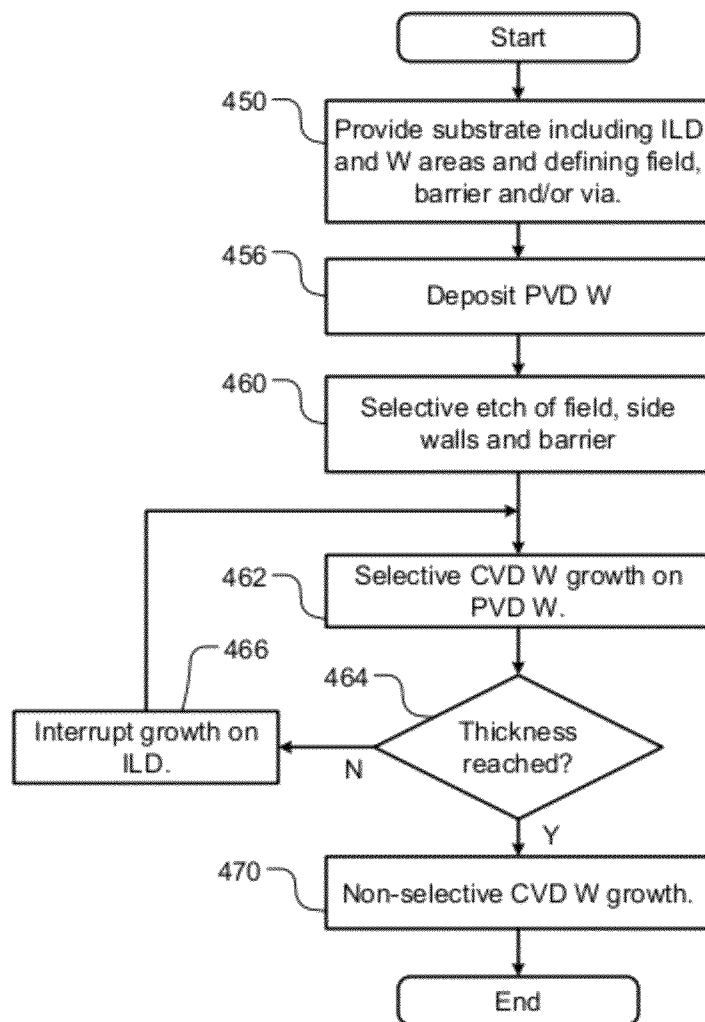 Start
450
Provide substrate including ILD
and W areas and defining field,
barrier and/or via.
456
Deposit PVD W
460
Selective etch of field, side
walls and barrier
462
Selective CVD W growth on
PVD W.
466
464
Interrupt growth on
ILD.
Thickness
reached?
N
Y
470
Non-selective CVD W growth.
End